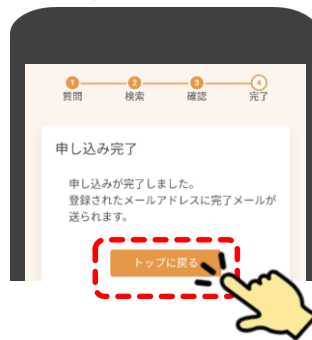 1 2 3 4
質問 検索 確認 完了
申し込み完了
申し込みが完了しました。
登録されたメールアドレスに完了メールが
送られます。
トップに戻る